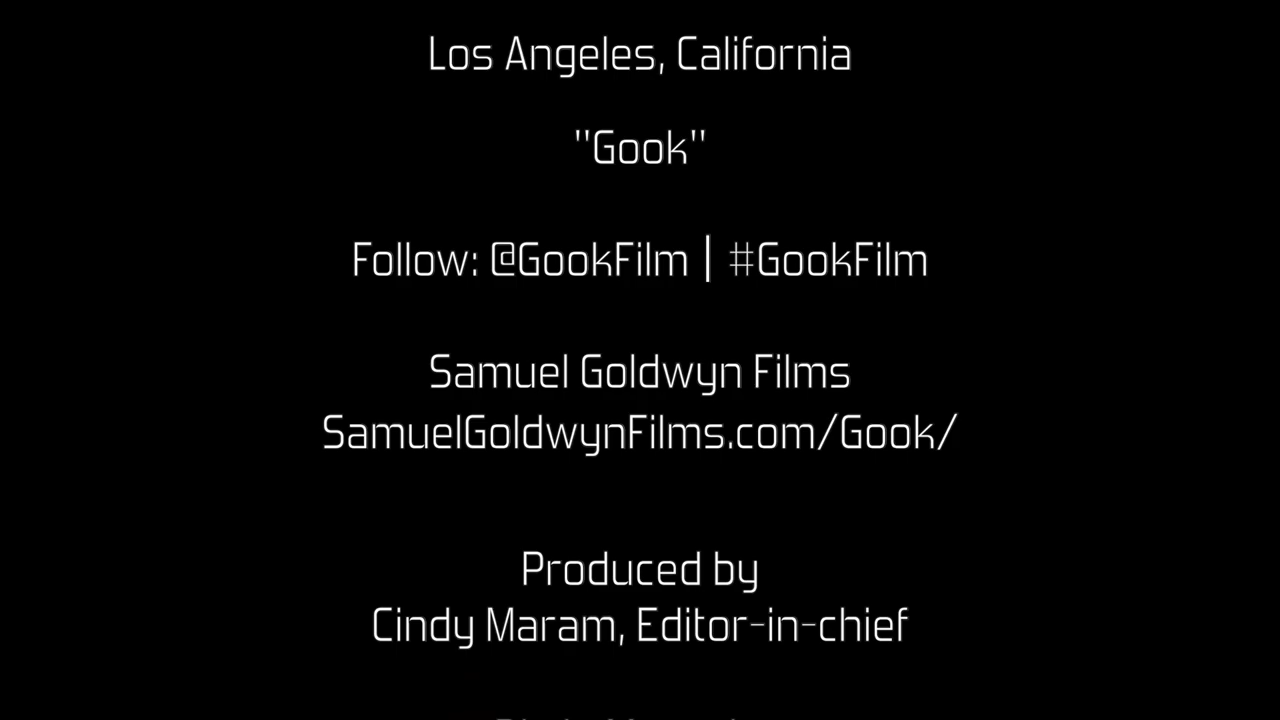 Los Angeles, California
"Gook"
Follow: @GookFilm | #GookFilm
Samuel Goldwyn Films
SamuelGoldwynFilms.com/Gook/
Produced by
Cindy Maram, Editor-in-chief